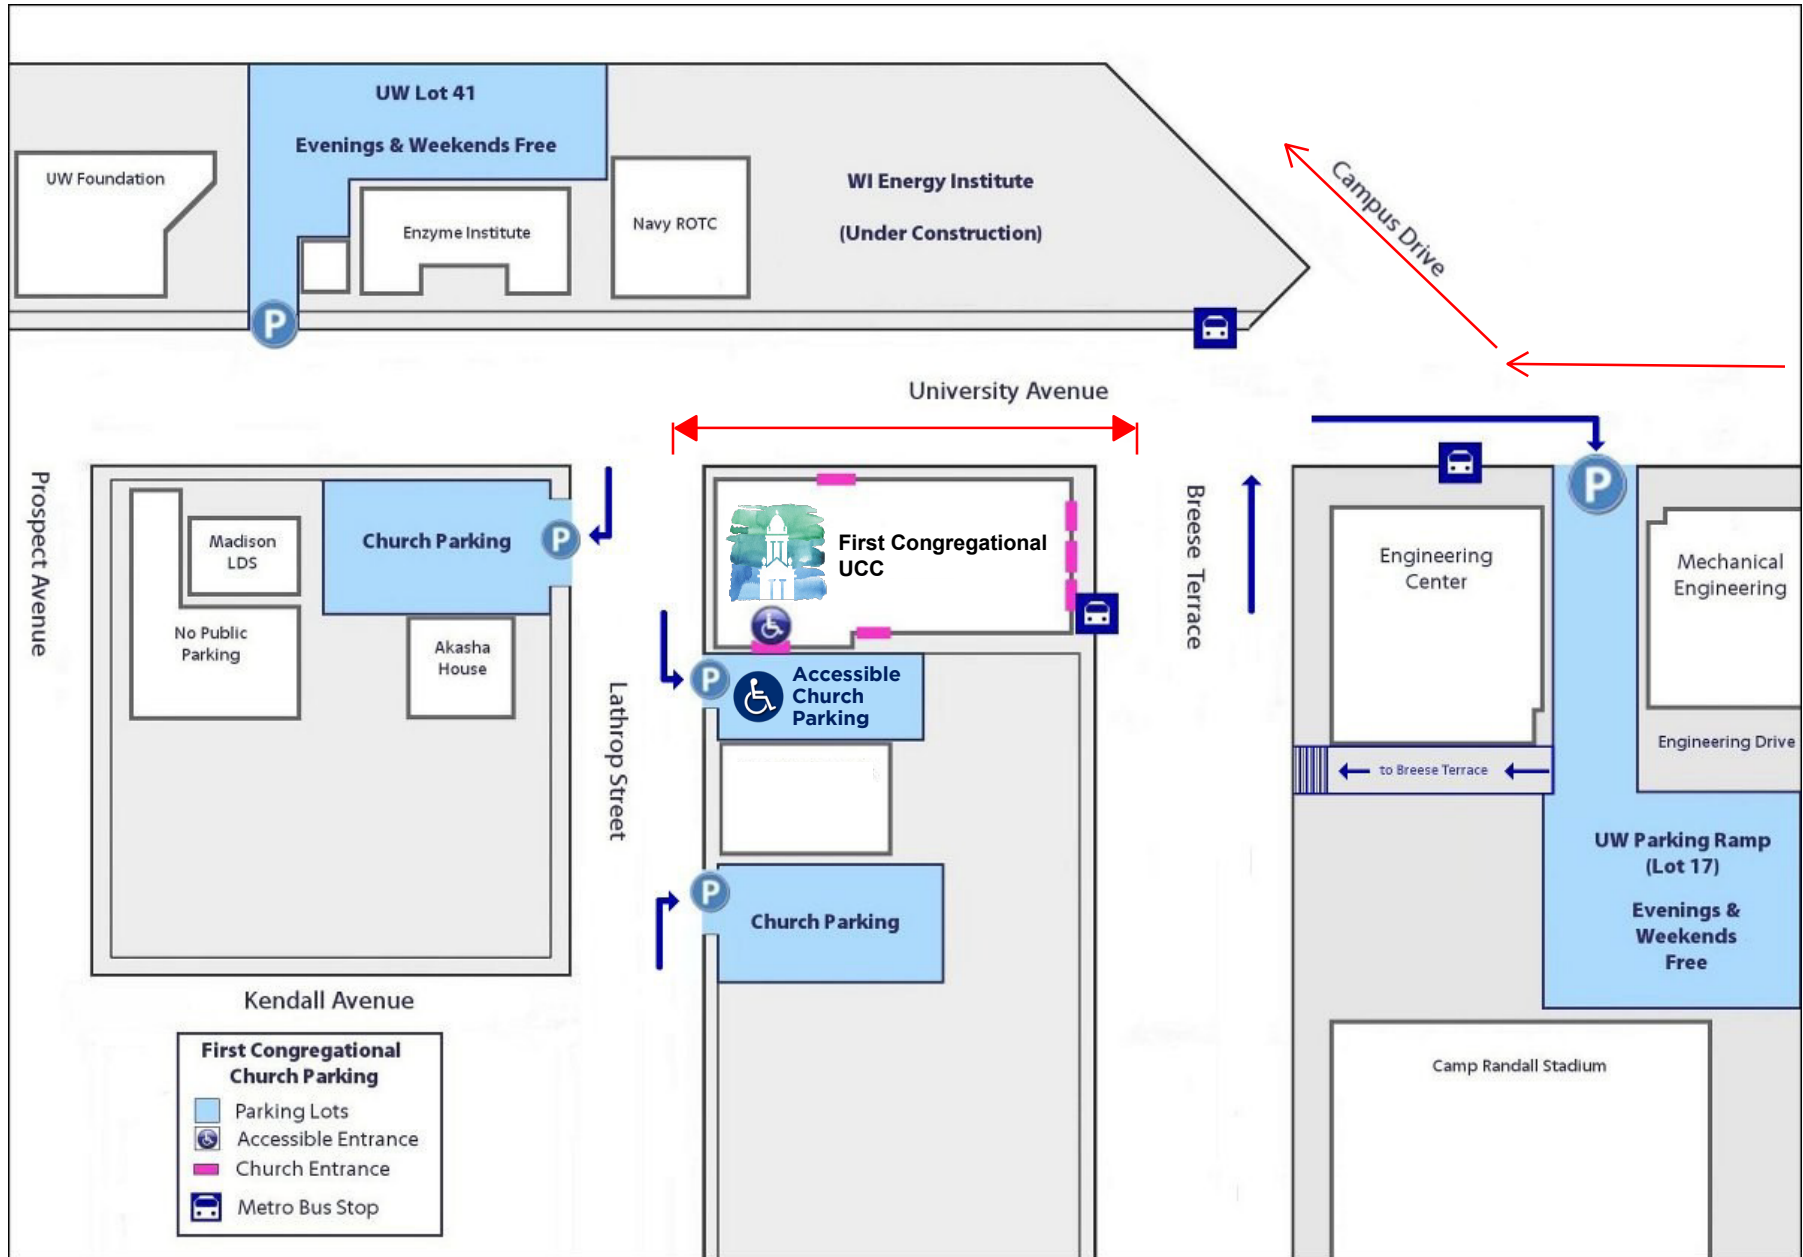 UW Lot 41
Evenings & Weekends Free
UW Foundation
Enzyme Institute
Navy ROTC
WI Energy Institute
(Under Construction)
Campus Drive
P
University Avenue
Prospect Avenue
Madison
LDS
Church Parking
P
No Public
Parking
Akasha
House
Lathrop Street
First Congregational
UCC
P
Accessible
Church
Parking
P
Church Parking
Breese Terrace
P
Engineering
Center
Mechanical
Engineering
Engineering Drive
to Breese Terrace
UW Parking Ramp
(Lot 17)
Evenings &
Weekends
Free
Camp Randall Stadium
Kendall Avenue
First Congregational
Church Parking
Parking Lots
Accessible Entrance
Church Entrance
Metro Bus Stop